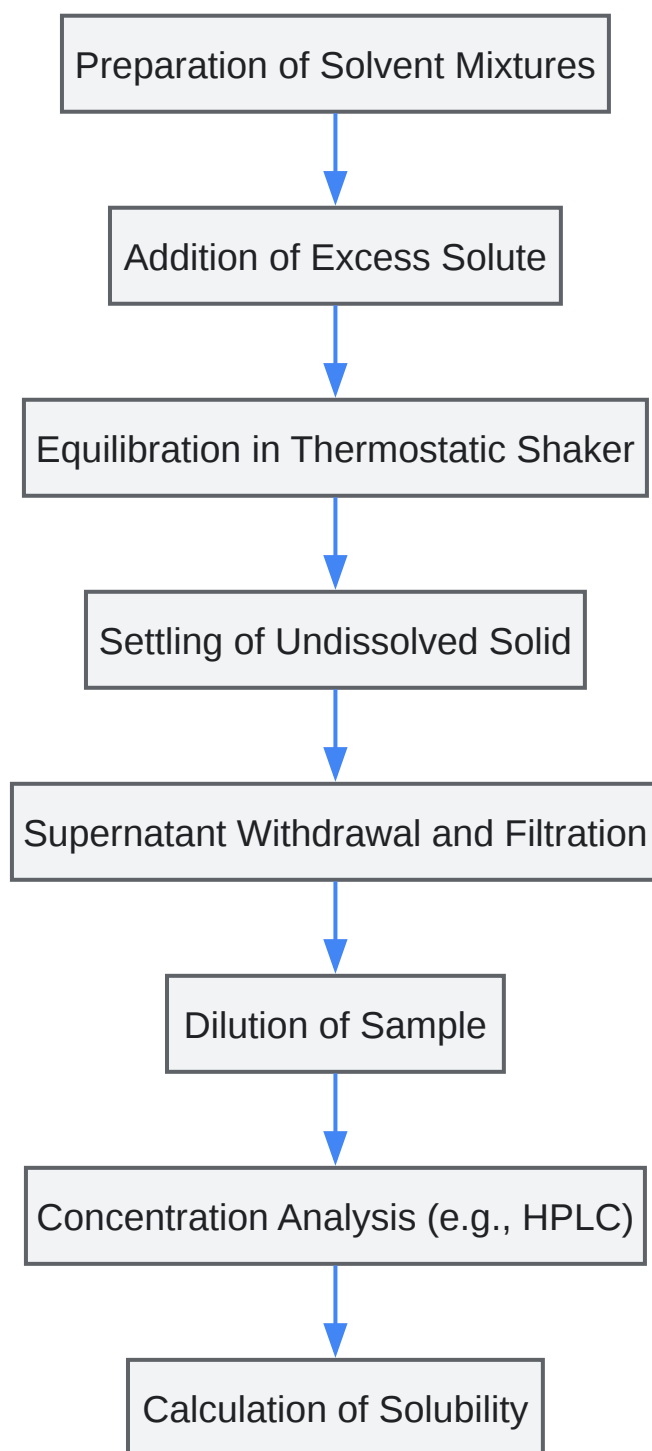 Preparation of Solvent Mixtures
Addition of Excess Solute
Equilibration in Thermostatic Shaker
Settling of Undissolved Solid
Supernatant Withdrawal and Filtration
Dilution of Sample
Concentration Analysis (e.g., HPLC)
Calculation of Solubility